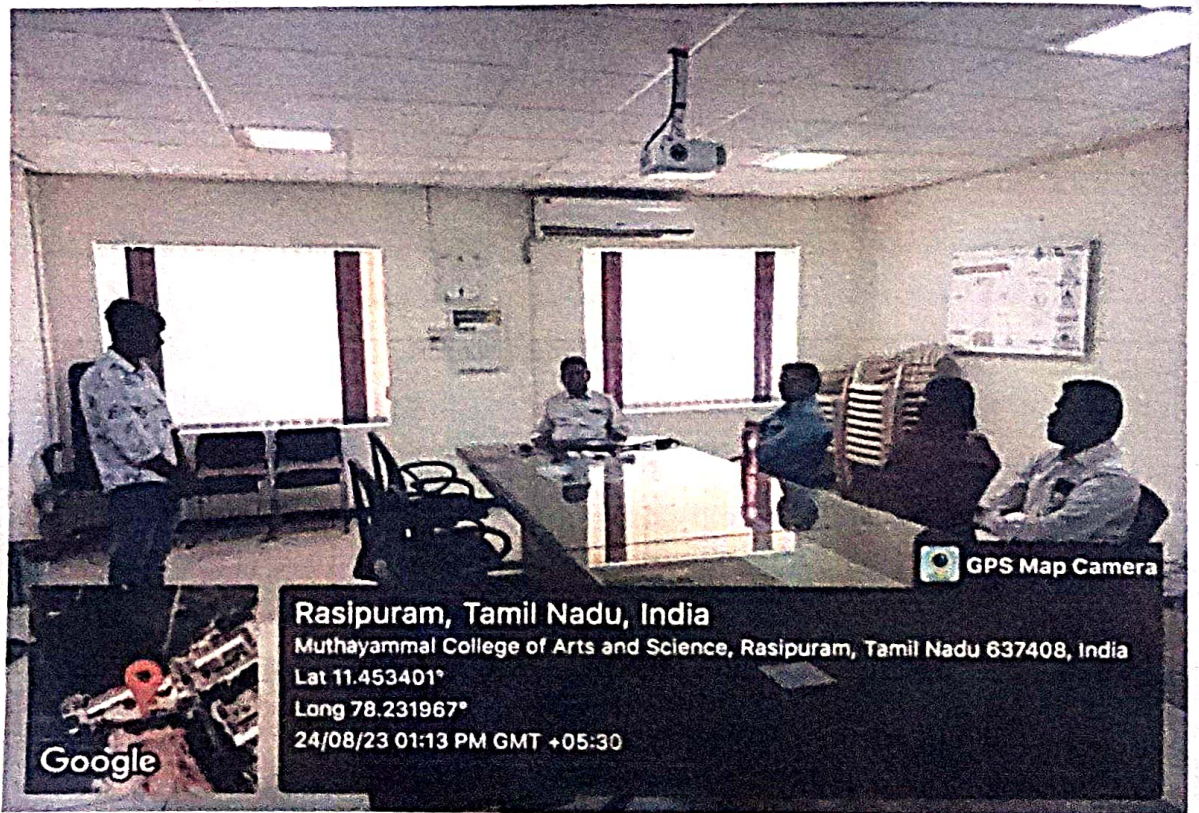 GPS Map Camera
Rasipuram, Tamil Nadu, India
Muthayammal College of Arts and Science, Rasipuram, Tamil Nadu 637408, India
Lat 11.453401°
Long 78.231967°
24/08/23 01:13 PM GMT +05:30
Google